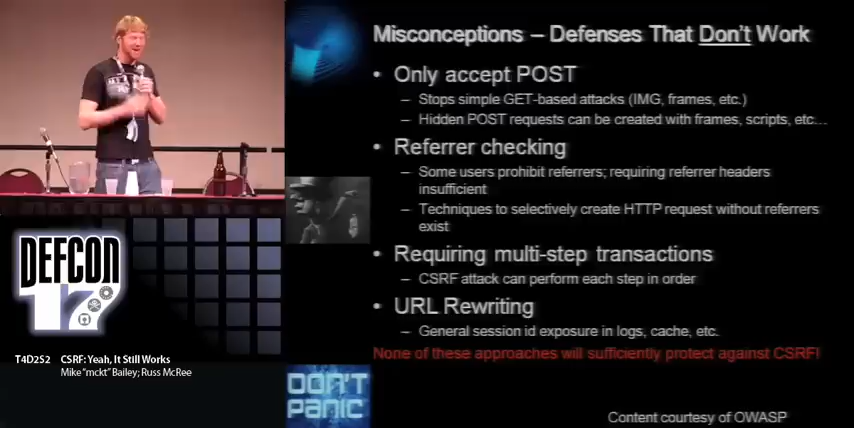 Misconceptions – Defenses That Don't Work
• Only accept POST
– Stops simple GET-based attacks (IMG, frames, etc.)
– Hidden POST requests can be created with frames, scripts, etc...
• Referrer checking
– Some users prohibit referrers; requiring referrer headers
insufficient
– Techniques to selectively create HTTP request without referrers
exist
• Requiring multi-step transactions
– CSRF attack can perform each step in order
• URL Rewriting
– General session id exposure in logs, cache, etc.
None of these approaches will sufficiently protect against CSRF!
Content courtesy of OWASP
DON'T
PANIC
DEFCON
17
T4D2S2 CSRF: Yeah, It Still Works
Mike "mckt" Bailey; Russ McRee